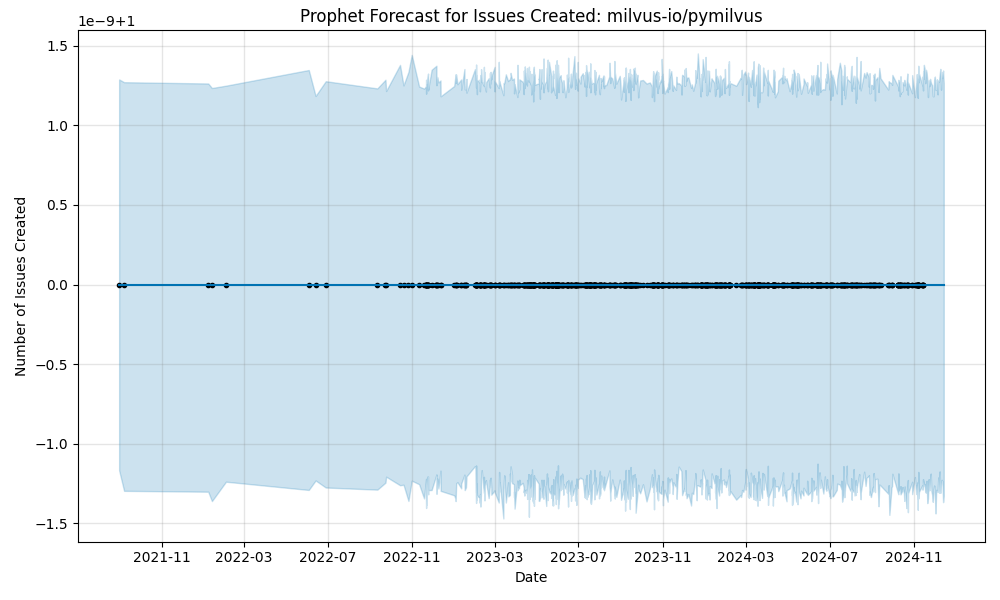 Prophet Forecast for Issues Created: milvus-io/pymilvus
1e−9+1
1.5
1.0
0.5
0.0
−0.5
−1.0
−1.5
Number of Issues Created
2021-11 2022-03 2022-07 2022-11 2023-03 2023-07 2023-11 2024-03 2024-07 2024-11
Date